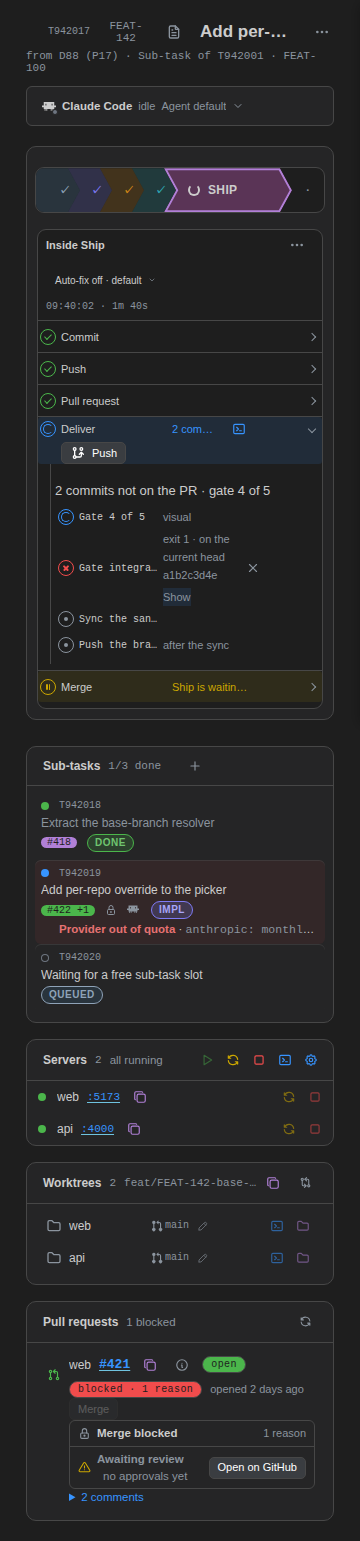 T942017 FEAT-142 Add per-…
from D88 (P17) · Sub-task of T942001 · FEAT-100
Claude Code idle Agent default
SHIP
Inside Ship
Auto-fix off · default
09:40:02 · 1m 40s
Commit
Push
Pull request
Deliver 2 com…
Push
2 commits not on the PR · gate 4 of 5
Gate 4 of 5 visual
Gate integra… exit 1 · on the current head a1b2c3d4e
Show
Sync the san…
Push the bra… after the sync
Merge Ship is waitin…
Sub-tasks 1/3 done
T942018
Extract the base-branch resolver
#418 DONE
T942019
Add per-repo override to the picker
#422 +1 IMPL
Provider out of quota · anthropic: monthl…
T942020
Waiting for a free sub-task slot
QUEUED
Servers 2 all running
web :5173
api :4000
Worktrees 2 feat/FEAT-142-base-…
web main
api main
Pull requests 1 blocked
web #421 open
blocked · 1 reason opened 2 days ago
Merge
Merge blocked 1 reason
Awaiting review
no approvals yet
Open on GitHub
2 comments